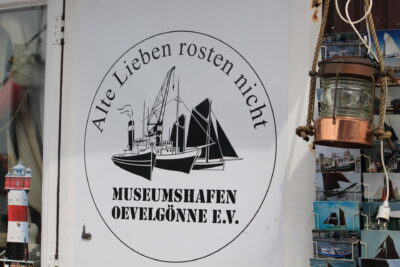 Alte Lieben rosten nicht
MUSEUMSHAFEN
OEVELGÖNNE E.V.